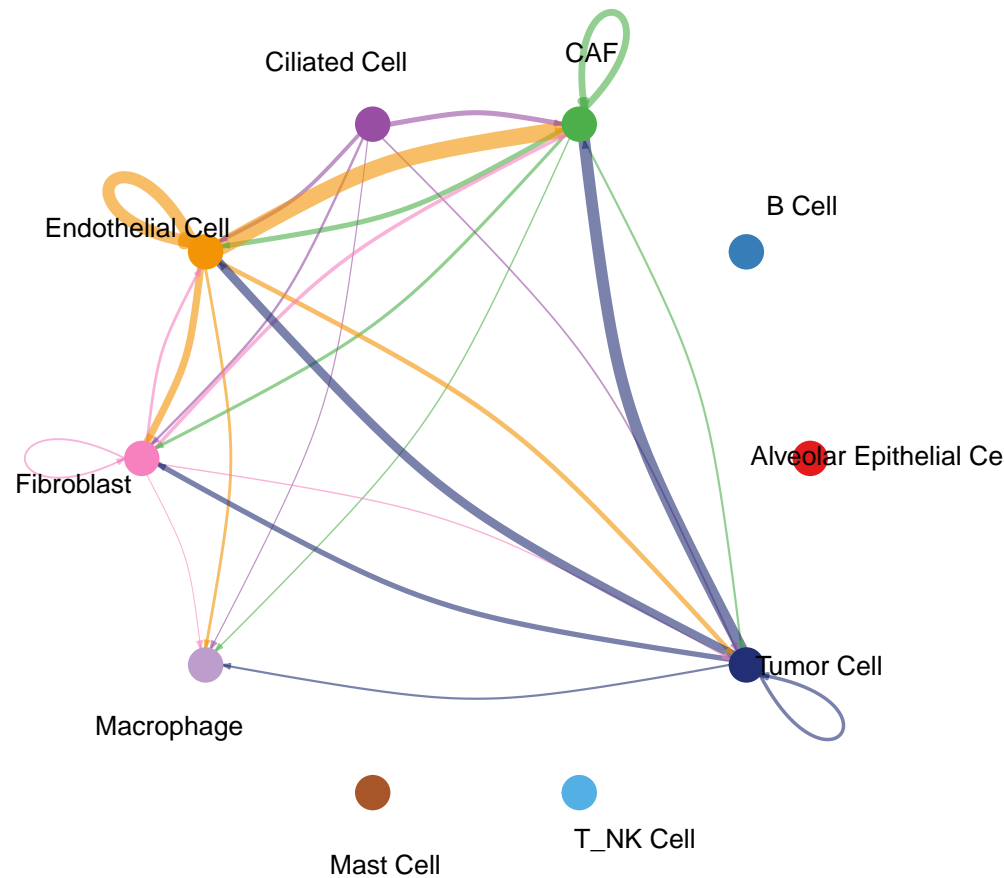 CAF
Ciliated Cell
B Cell
Endothelial Cell
Alveolar Epithelial Ce
Fibroblast
Tumor Cell
Macrophage
T_NK Cell
Mast Cell